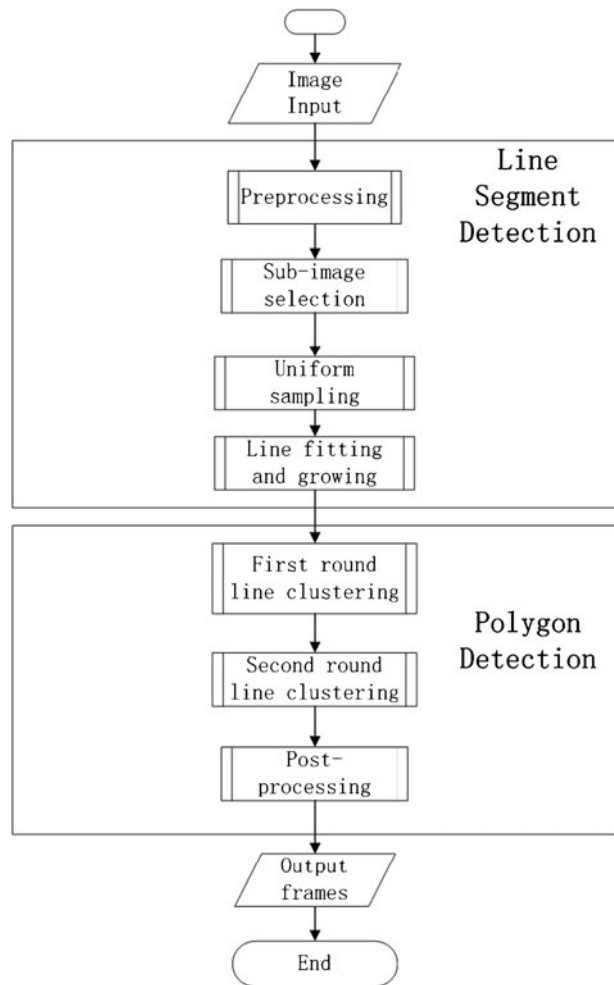 Image
Input
Line
Segment
Detection
Preprocessing
Sub-image
selection
Uniform
sampling
Line fitting
and growing
First round
line clustering
Polygon
Detection
Second round
line clustering
Post-
processing
Output
frames
End